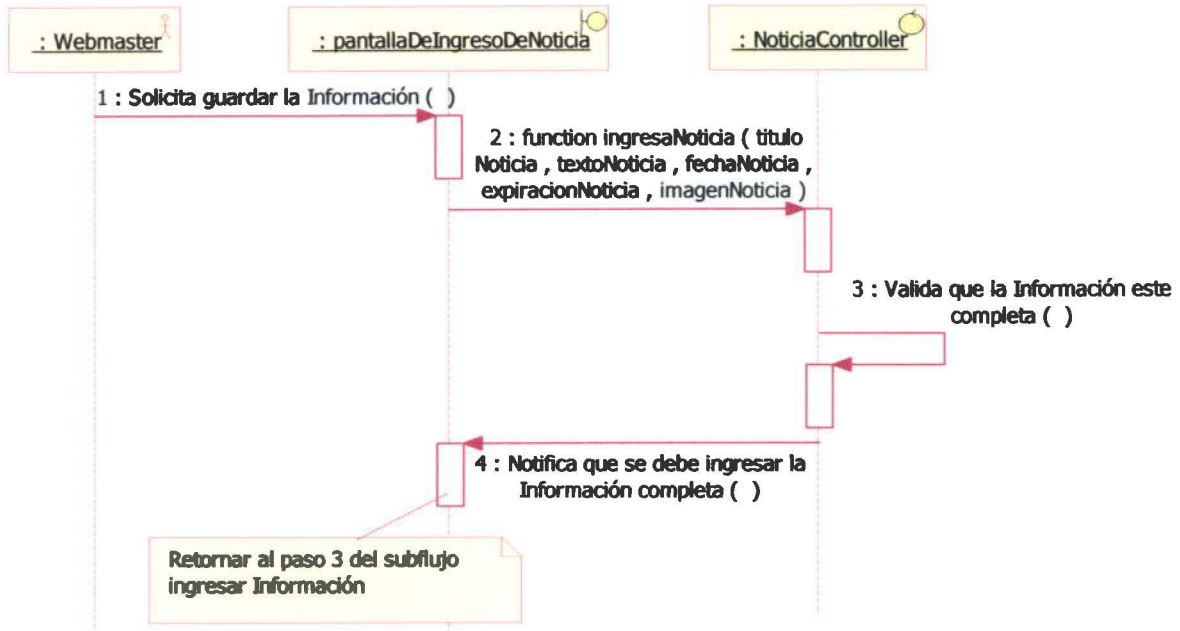 : Webmaster
: pantallaDeIngresoDeNoticia
: NoticiaController
1 : Solicita guardar la Información ( )
2 : function ingresaNoticia ( titulo
Noticia , textoNoticia , fechaNoticia ,
expiracionNoticia , imagenNoticia )
3 : Valida que la Información este
completa ( )
4 : Notifica que se debe ingresar la
Información completa ( )
Retornar al paso 3 del subflujo
ingresar Información